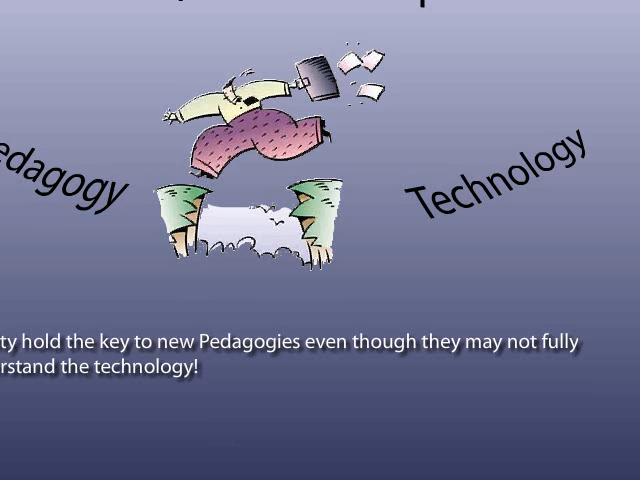 edagogy
Technology
ty hold the key to new Pedagogies even though they may not fully
rstand the technology!